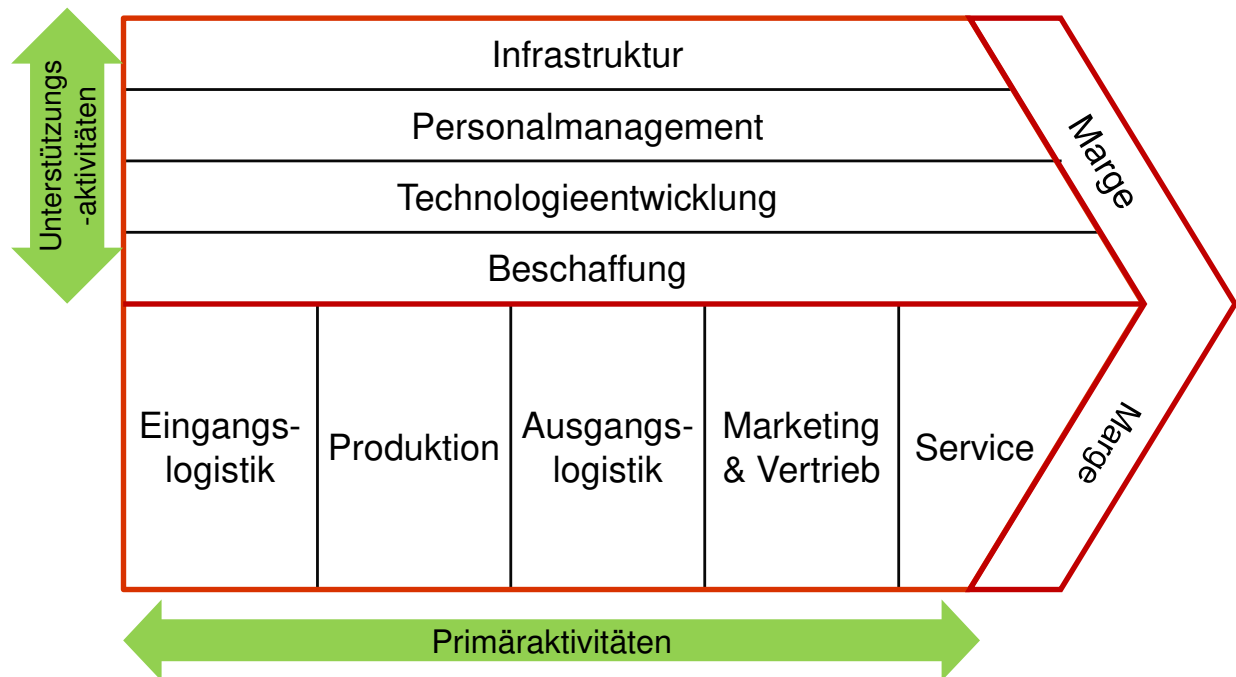 Unterstützungs
-aktivitäten
Infrastruktur
Personalmanagement
Technologieentwicklung
Beschaffung
Marge
Eingangs-
logistik
Produktion
Ausgangs-
logistik
Marketing
& Vertrieb
Service
Marge
Primäraktivitäten